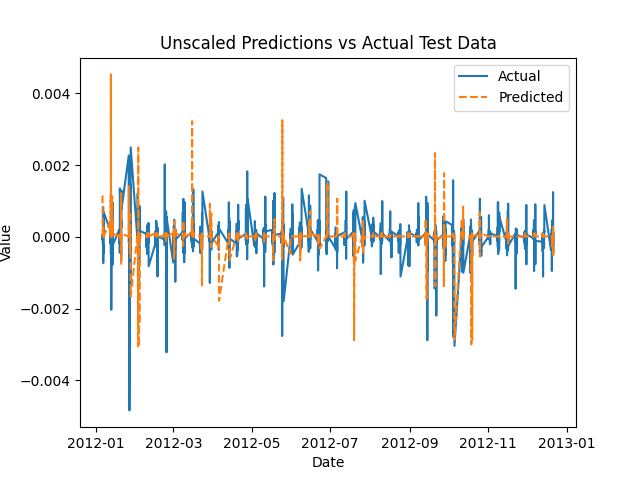 Unscaled Predictions vs Actual Test Data
Actual
Predicted
0.004
0.002
0.000
−0.002
−0.004
Value
2012-01
2012-03
2012-05
2012-07
2012-09
2012-11
2013-01
Date